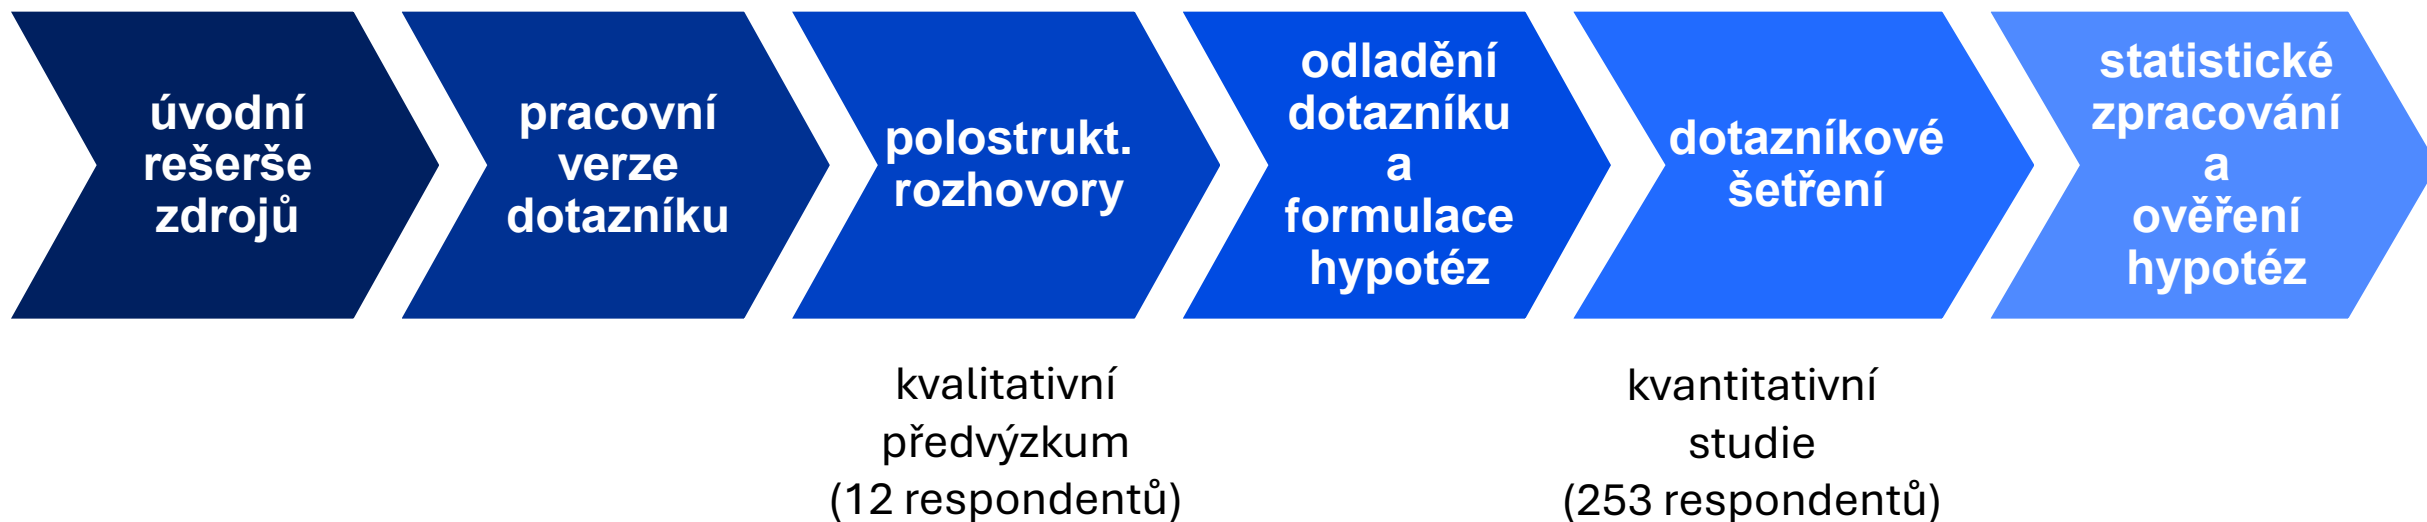 úvodní
rešerše
zdrojů
pracovní
verze
dotazníku
polostrukt.
rozhovory
odladění
dotazníku
a
formulace
hypotéz
dotazníkové
šetření
statistické
zpracování
a
ověření
hypotéz
kvalitativní
předvýzkum
(12 respondentů)
kvantitativní
studie
(253 respondentů)